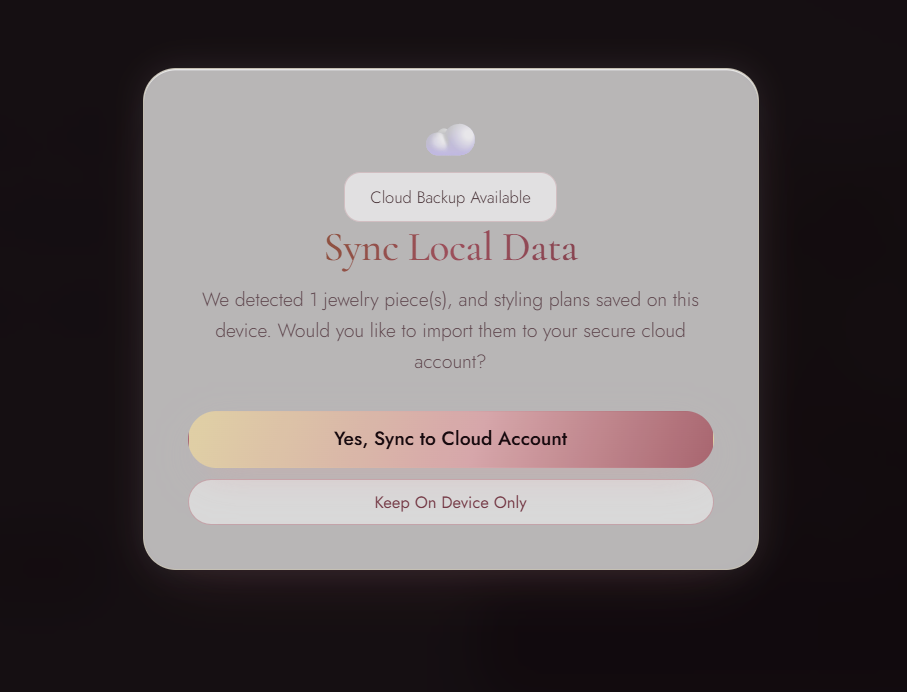 Cloud Backup Available
Sync Local Data
We detected 1 jewelry piece(s), and styling plans saved on this
device. Would you like to import them to your secure cloud
account?
Yes, Sync to Cloud Account
Keep On Device Only